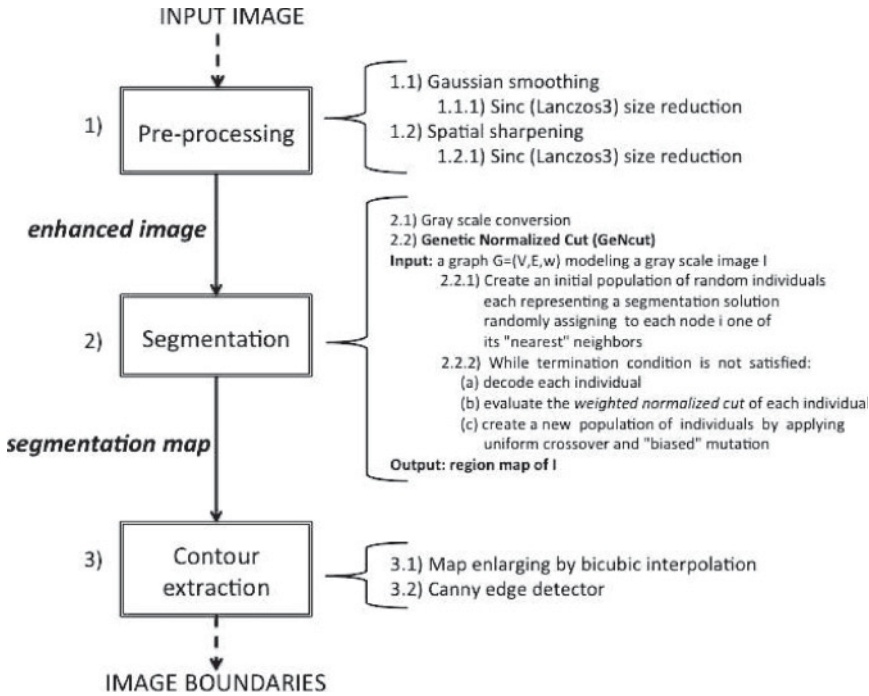 INPUT IMAGE
1)
Pre-processing
1.1) Gaussian smoothing
1.1.1) Sinc (Lanczos3) size reduction
1.2) Spatial sharpening
1.2.1) Sinc (Lanczos3) size reduction
enhanced image
2)
Segmentation
2.1) Gray scale conversion
2.2) Genetic Normalized Cut (GeNcut)
Input: a graph G=(V,E,w) modeling a gray scale image I
2.2.1) Create an initial population of random individuals
each representing a segmentation solution
randomly assigning to each node i one of
its "nearest" neighbors
2.2.2) While termination condition is not satisfied:
(a) decode each individual
(b) evaluate the weighted normalized cut of each individual
(c) create a new population of individuals by applying
uniform crossover and "biased" mutation
Output: region map of I
segmentation map
3)
Contour
extraction
3.1) Map enlarging by bicubic interpolation
3.2) Canny edge detector
IMAGE BOUNDARIES